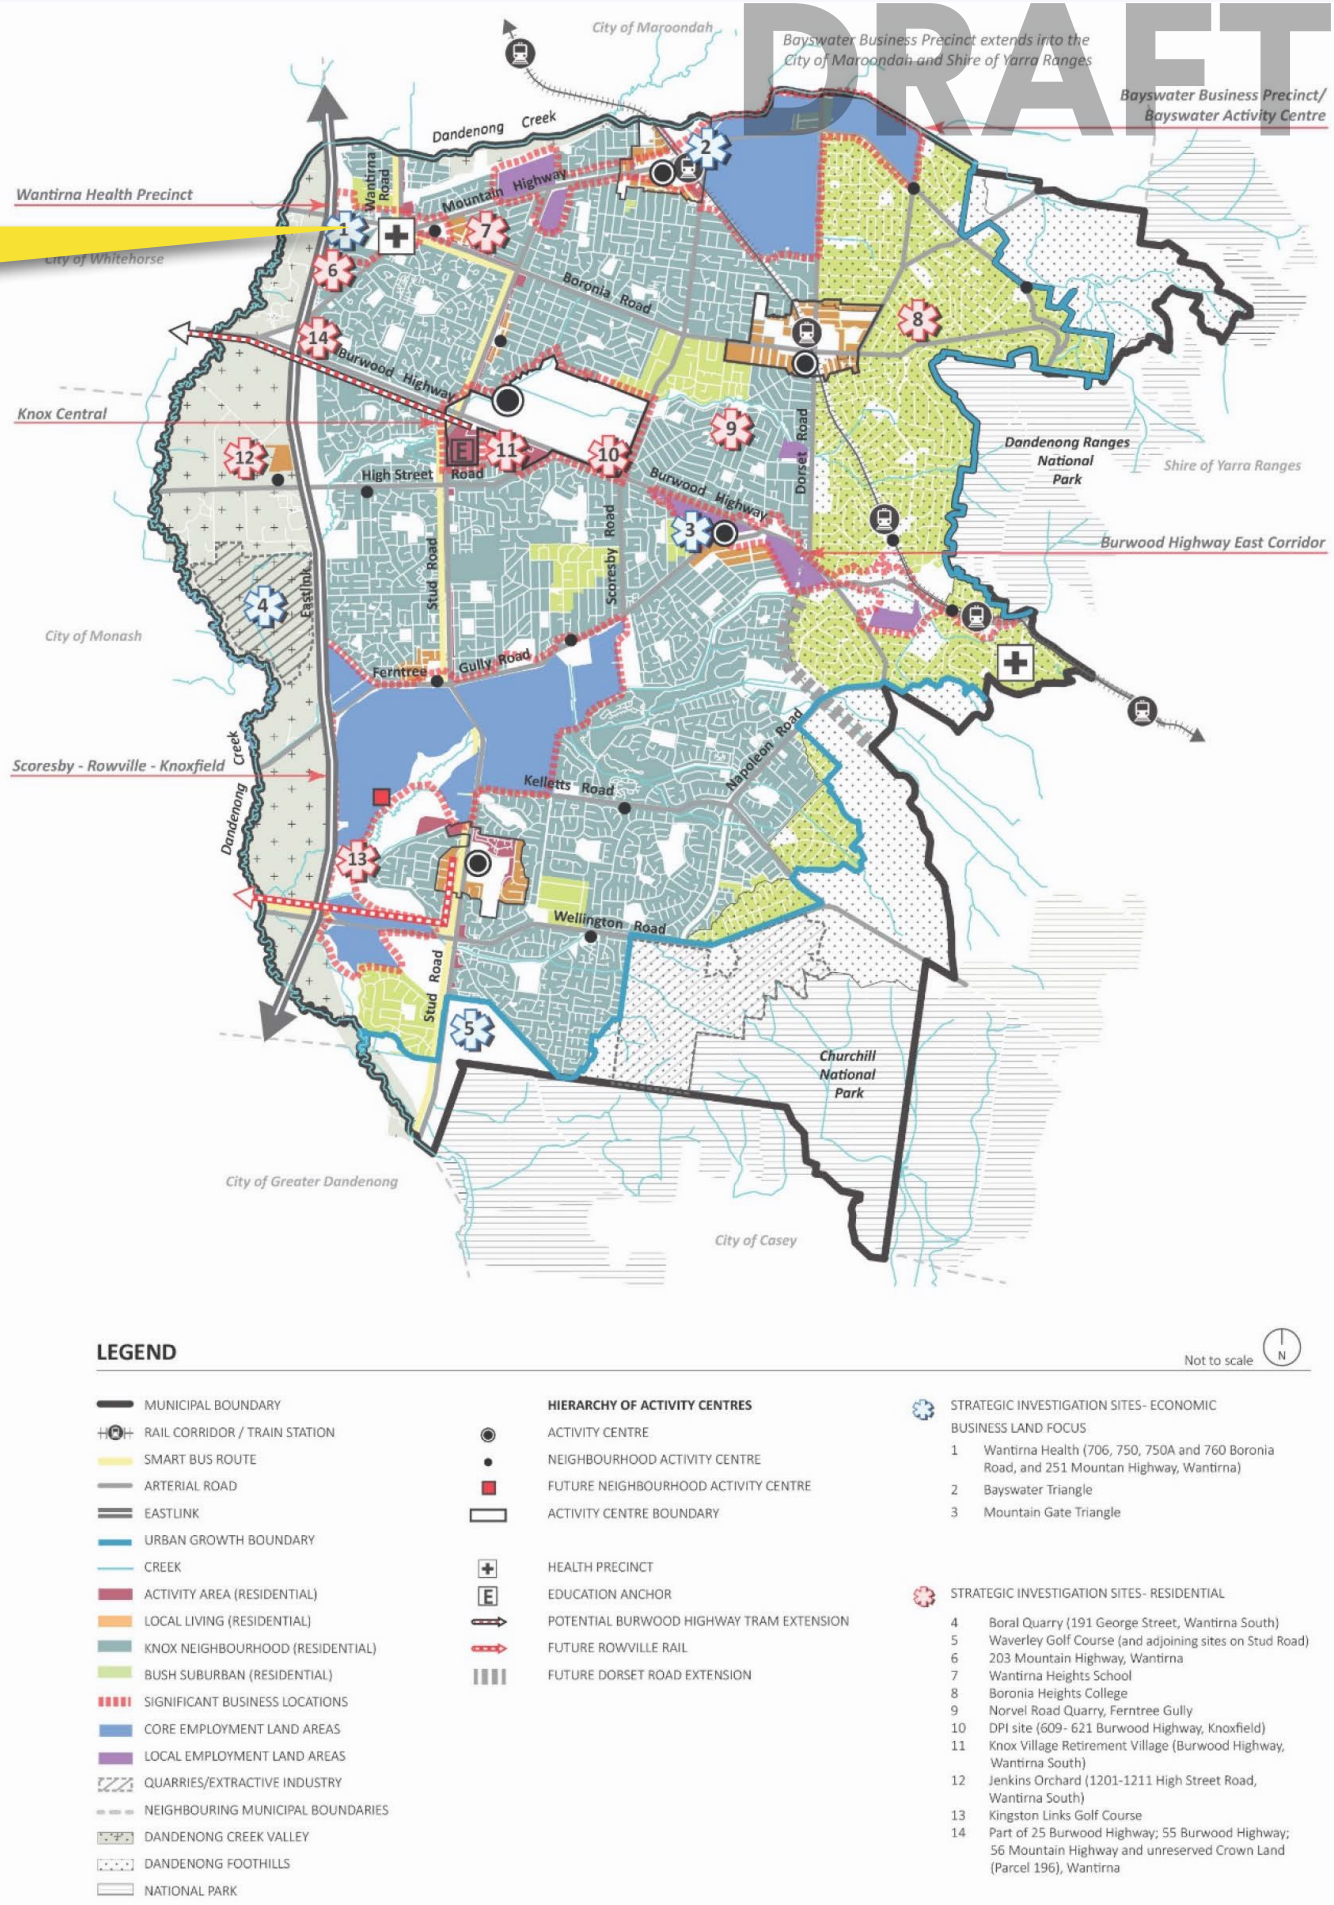 DRAFT
City of Maroondah
Bayswater Business Precinct extends into the
City of Maroondah and Shire of Yarra Ranges
Bayswater Business Precinct/
Bayswater Activity Centre
Dandenong Creek
Wantirna Road
Mountain Highway
Wantirna Health Precinct
City of Whitehorse
1
2
7
6
14
8
Boronia Road
Burwood Highway
Knox Central
E
11
10
9
12
High Street Road
Dorset Road
Dandenong Ranges
National
Park
Shire of Yarra Ranges
Burwood Highway
3
Burwood Highway East Corridor
Stud Road
Scoresby Road
Eastlink
4
City of Monash
Ferntree Gully Road
Napoleon Road
Scoresby - Rowville - Knoxfield
Dandenong Creek
Kelletts Road
13
Wellington Road
Stud Road
5
Churchill
National
Park
City of Greater Dandenong
City of Casey
LEGEND
Not to scale
N
MUNICIPAL BOUNDARY
RAIL CORRIDOR / TRAIN STATION
SMART BUS ROUTE
ARTERIAL ROAD
EASTLINK
URBAN GROWTH BOUNDARY
CREEK
ACTIVITY AREA (RESIDENTIAL)
LOCAL LIVING (RESIDENTIAL)
KNOX NEIGHBOURHOOD (RESIDENTIAL)
BUSH SUBURBAN (RESIDENTIAL)
SIGNIFICANT BUSINESS LOCATIONS
CORE EMPLOYMENT LAND AREAS
LOCAL EMPLOYMENT LAND AREAS
QUARRIES/EXTRACTIVE INDUSTRY
NEIGHBOURING MUNICIPAL BOUNDARIES
DANDENONG CREEK VALLEY
DANDENONG FOOTHILLS
NATIONAL PARK
HIERARCHY OF ACTIVITY CENTRES
ACTIVITY CENTRE
NEIGHBOURHOOD ACTIVITY CENTRE
FUTURE NEIGHBOURHOOD ACTIVITY CENTRE
ACTIVITY CENTRE BOUNDARY
HEALTH PRECINCT
E EDUCATION ANCHOR
POTENTIAL BURWOOD HIGHWAY TRAM EXTENSION
FUTURE ROWVILLE RAIL
FUTURE DORSET ROAD EXTENSION
STRATEGIC INVESTIGATION SITES- ECONOMIC
BUSINESS LAND FOCUS
1 Wantirna Health (706, 750, 750A and 760 Boronia
Road, and 251 Mountan Highway, Wantirna)
2 Bayswater Triangle
3 Mountain Gate Triangle
STRATEGIC INVESTIGATION SITES- RESIDENTIAL
4 Boral Quarry (191 George Street, Wantirna South)
5 Waverley Golf Course (and adjoining sites on Stud Road)
6 203 Mountain Highway, Wantirna
7 Wantirna Heights School
8 Boronia Heights College
9 Norvel Road Quarry, Ferntree Gully
10 DPI site (609- 621 Burwood Highway, Knoxfield)
11 Knox Village Retirement Village (Burwood Highway,
Wantirna South)
12 Jenkins Orchard (1201-1211 High Street Road,
Wantirna South)
13 Kingston Links Golf Course
14 Part of 25 Burwood Highway; 55 Burwood Highway;
56 Mountain Highway and unreserved Crown Land
(Parcel 196), Wantirna